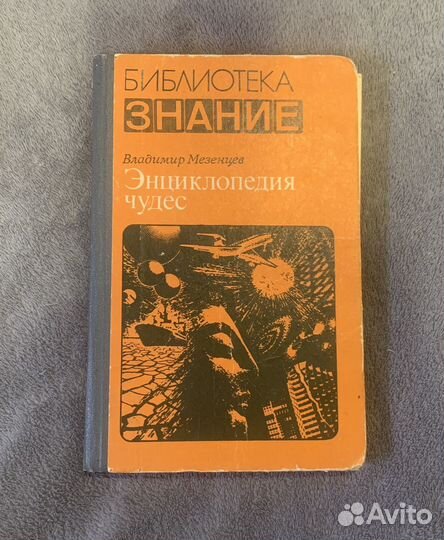 БИБЛИОТЕКА
ЗНАНИЕ
Владимир Мезенцев
Энциклопедия
чудес
Avito